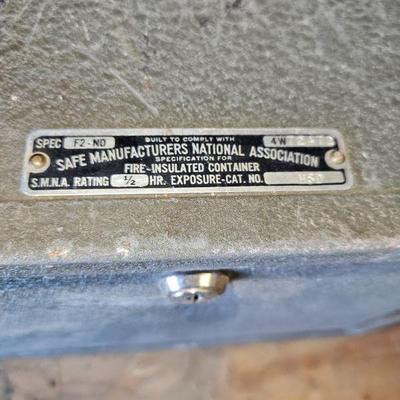 BUILT TO COMPLY WITH
SPEC F2-ND 4W
SAFE MANUFACTURERS NATIONAL ASSOCIATION
SPECIFICATION FOR
FIRE-INSULATED CONTAINER
S.M.N.A. RATING 1/2 HR. EXPOSURE-CAT. NO.